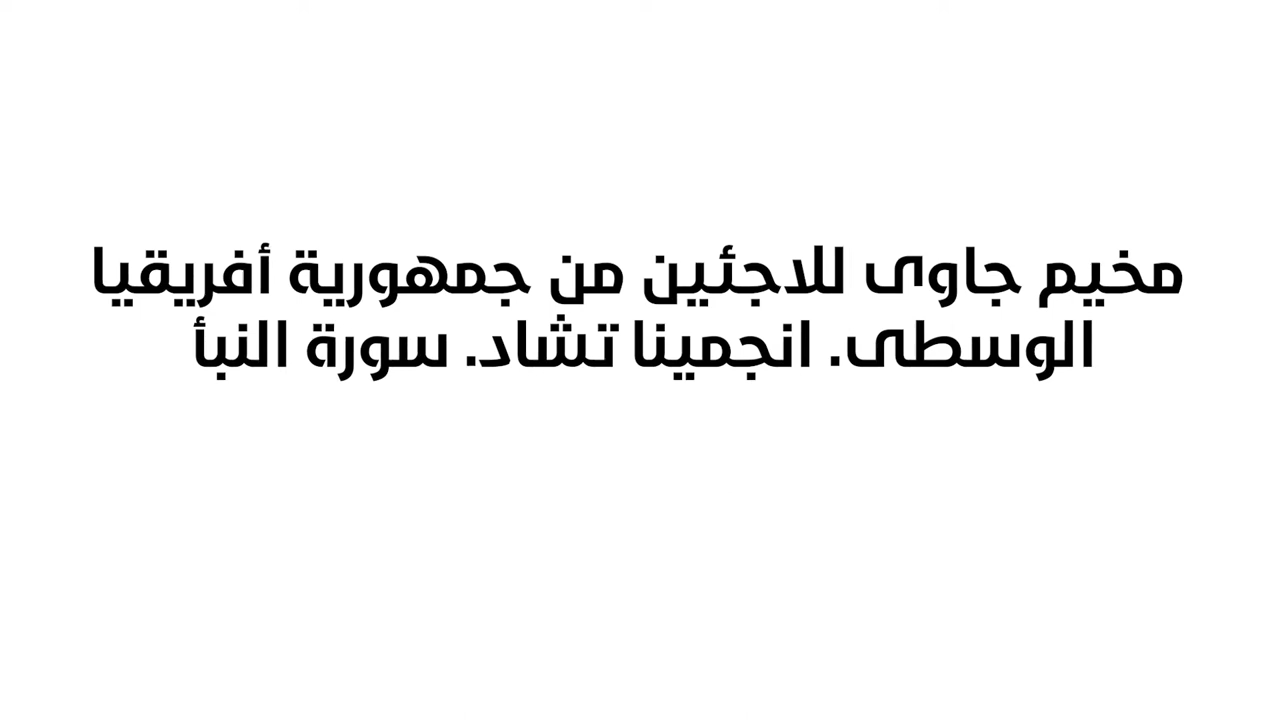 مخيم جاوى للاجئين من جمهورية أفريقيا
الوسطى. انجمينا تشاد. سورة النبأ